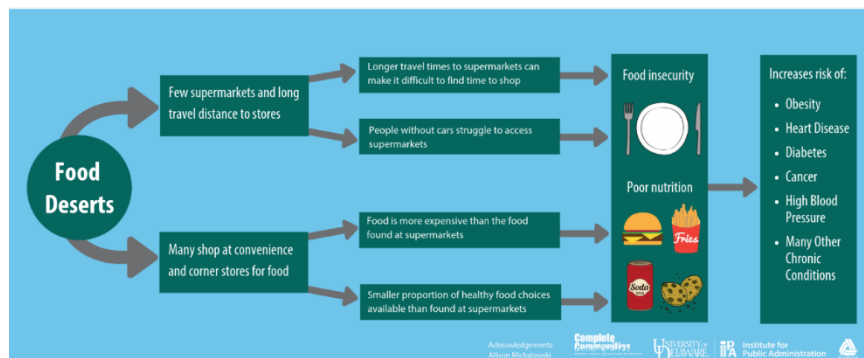 Food
Deserts
Few supermarkets and long
travel distance to stores
Many shop at convenience
and corner stores for food
Longer travel times to supermarkets can
make it difficult to find time to shop
People without cars struggle to access
supermarkets
Food is more expensive than the food
found at supermarkets
Smaller proportion of healthy food choices
available than found at supermarkets
Food insecurity
Poor nutrition
Fries
Soda
Increases risk of:
• Obesity
• Heart Disease
• Diabetes
• Cancer
• High Blood
Pressure
• Many Other
Chronic
Conditions
Acknowledgements:
Allison Michalowski
Complete
Communities
UNIVERSITY OF
DELAWARE
IPA
Institute for
Public Administration